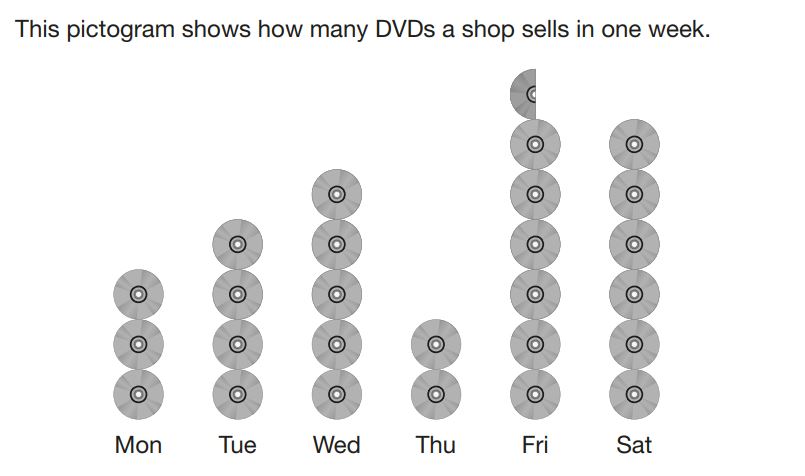 This pictogram shows how many DVDs a shop sells in one week.
Mon Tue Wed Thu Fri Sat